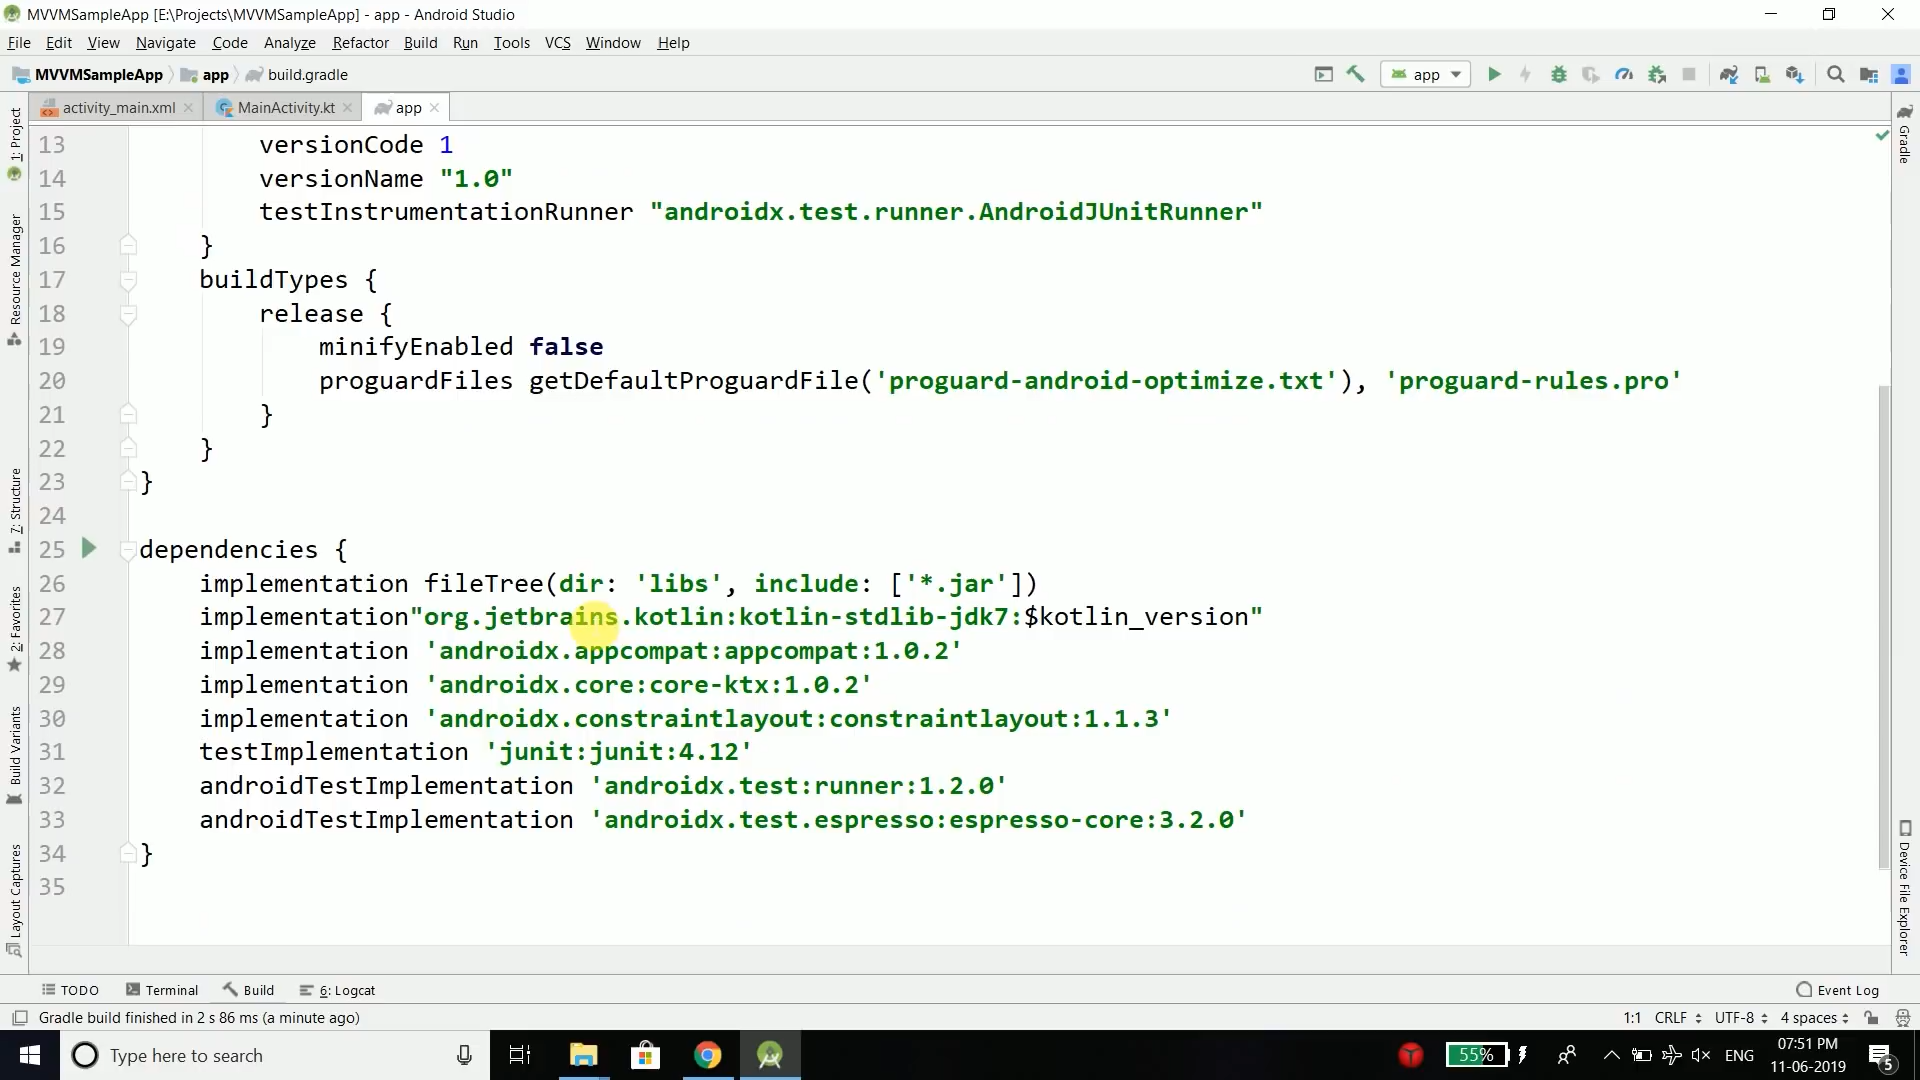 MVVMSampleApp [E:\Projects\MVVMSampleApp] - app - Android Studio
File Edit View Navigate Code Analyze Refactor Build Run Tools VCS Window Help
MVVMSampleApp app build.gradle
app
activity_main.xml MainActivity.kt app
1: Project
Resource Manager
7: Structure
2: Favorites
Build Variants
Layout Captures
13 versionCode 1
14 versionName "1.0"
15 testInstrumentationRunner "androidx.test.runner.AndroidJUnitRunner"
16 }
17 buildTypes {
18 release {
19 minifyEnabled false
20 proguardFiles getDefaultProguardFile('proguard-android-optimize.txt'), 'proguard-rules.pro'
21 }
22 }
23 }
24
25 dependencies {
26 implementation fileTree(dir: 'libs', include: ['*.jar'])
27 implementation"org.jetbrains.kotlin:kotlin-stdlib-jdk7:$kotlin_version"
28 implementation 'androidx.appcompat:appcompat:1.0.2'
29 implementation 'androidx.core:core-ktx:1.0.2'
30 implementation 'androidx.constraintlayout:constraintlayout:1.1.3'
31 testImplementation 'junit:junit:4.12'
32 androidTestImplementation 'androidx.test:runner:1.2.0'
33 androidTestImplementation 'androidx.test.espresso:espresso-core:3.2.0'
34 }
35
Gradle
Device File Explorer
TODO Terminal Build 6: Logcat Event Log
Gradle build finished in 2 s 86 ms (a minute ago) 1:1 CRLF UTF-8 4 spaces
Type here to search 55% ENG 07:51 PM
11-06-2019
5